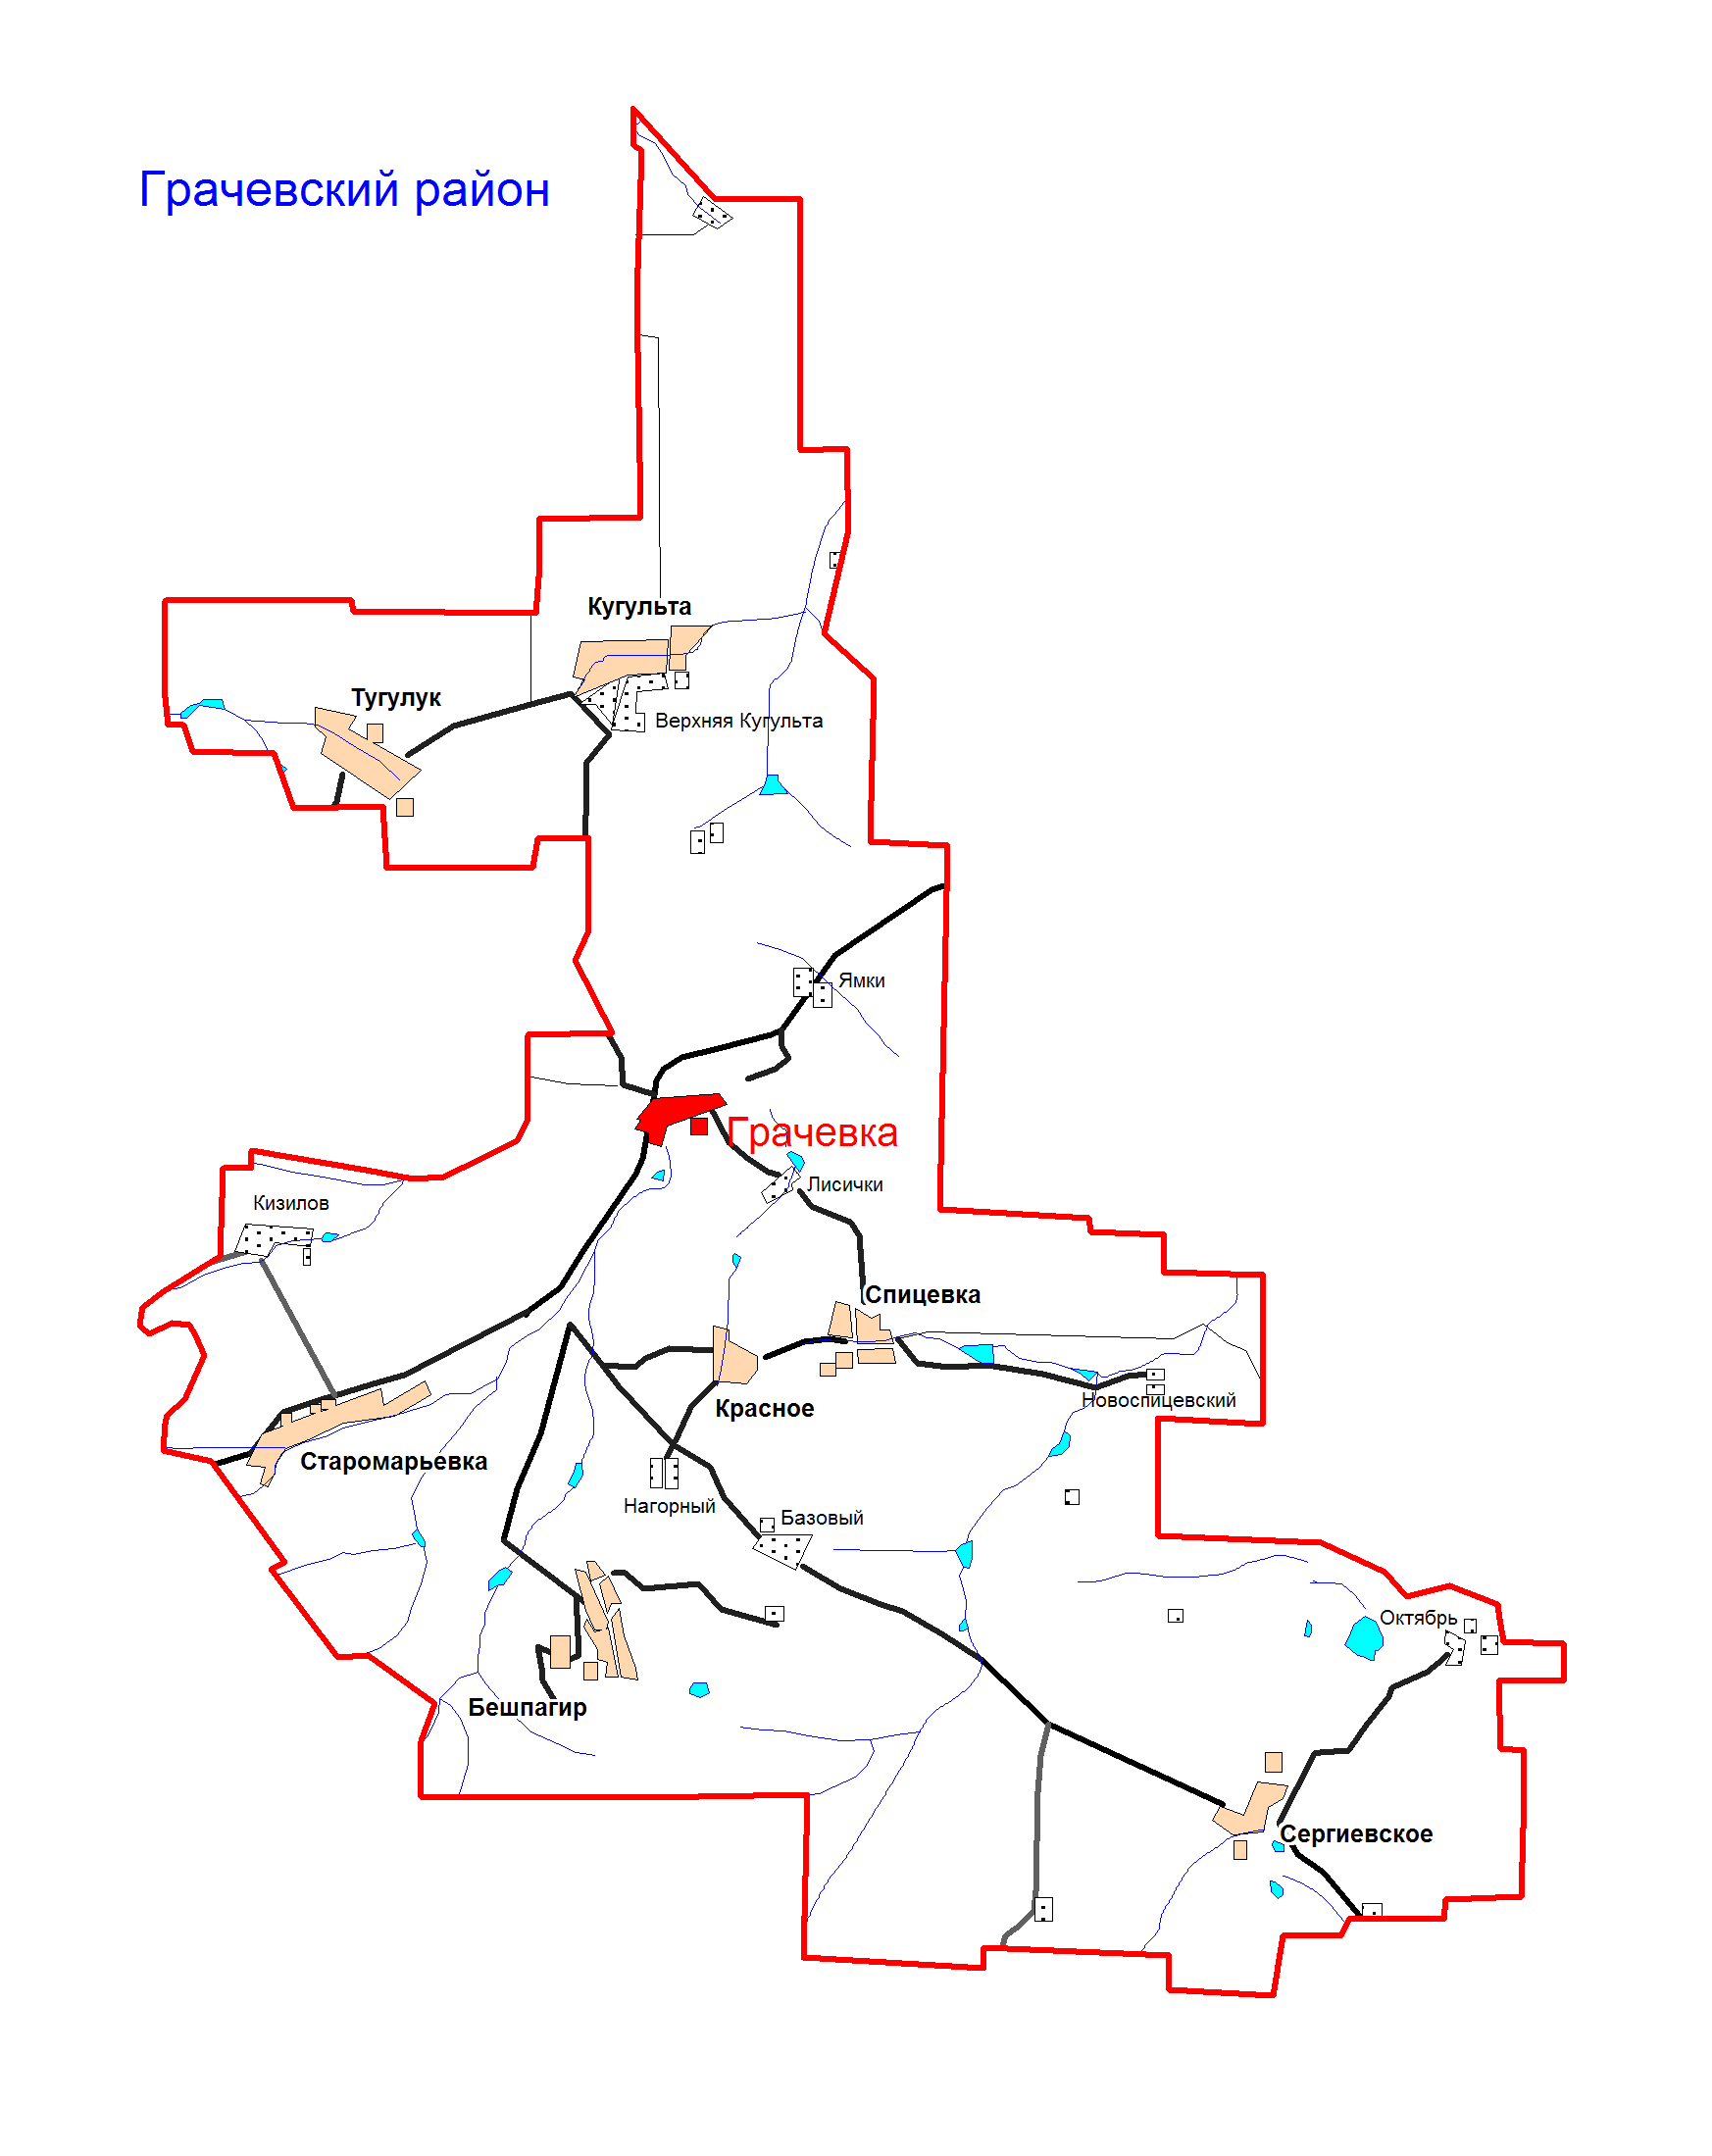 Грачевский район
Кугульта
Тугулук
Верхняя Кугульта
Ямки
Грачевка
Лисички
Кизилов
Спицевка
Новоспицевский
Красное
Старомарьевка
Нагорный
Базовый
Октябрь
Бешпагир
Сергиевское